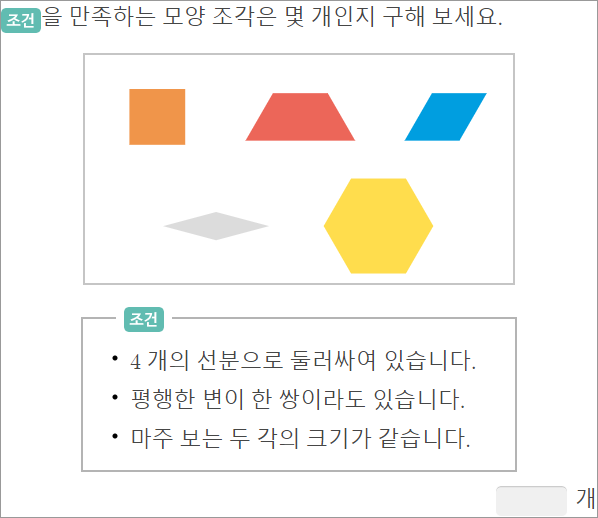 조건을 만족하는 모양 조각은 몇 개인지 구해 보세요.
조건
• 4 개의 선분으로 둘러싸여 있습니다.
• 평행한 변이 한 쌍이라도 있습니다.
• 마주 보는 두 각의 크기가 같습니다.
개